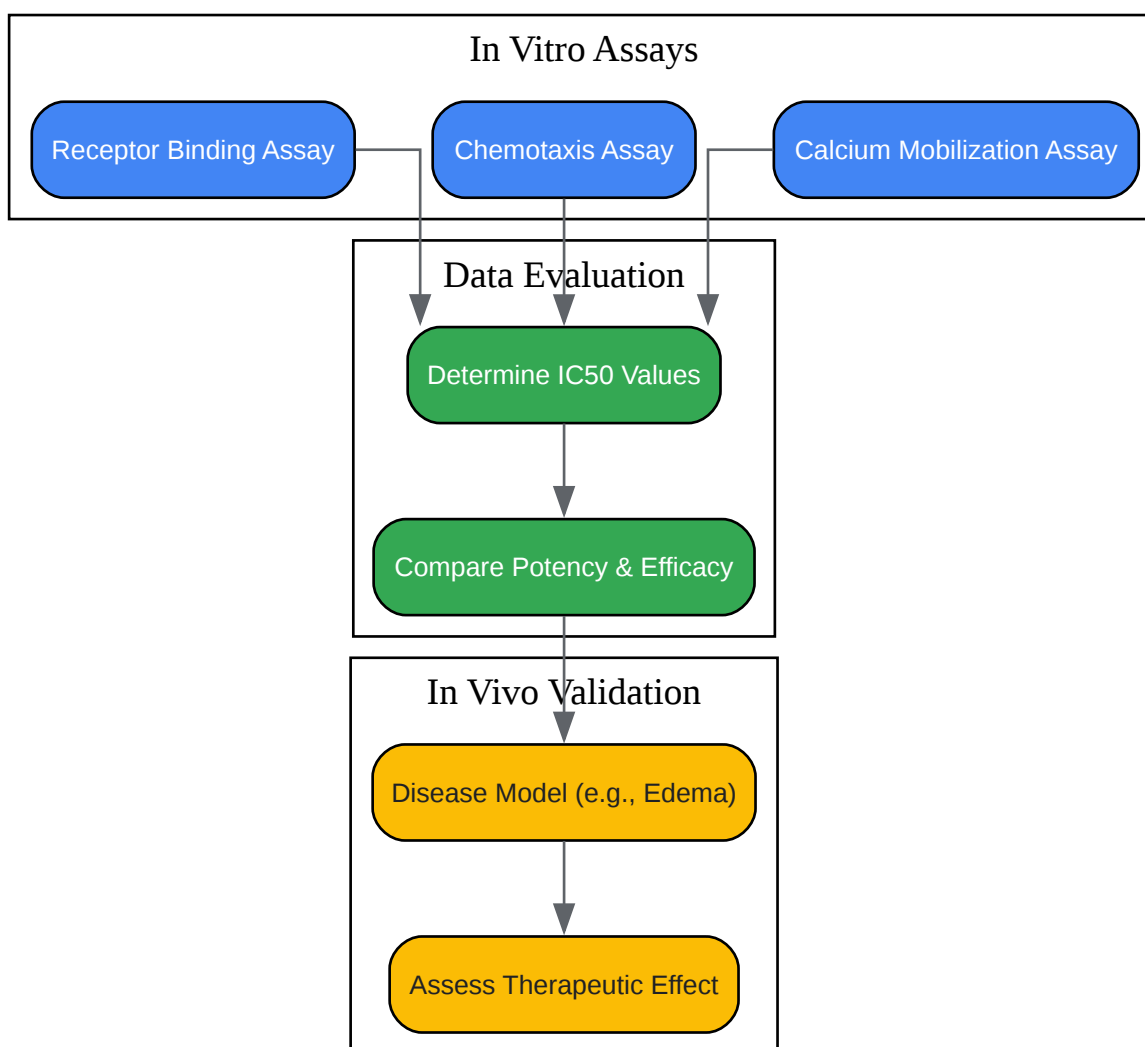 In Vitro Assays
Receptor Binding Assay
Chemotaxis Assay
Calcium Mobilization Assay
Data Evaluation
Determine IC50 Values
Compare Potency & Efficacy
In Vivo Validation
Disease Model (e.g., Edema)
Assess Therapeutic Effect